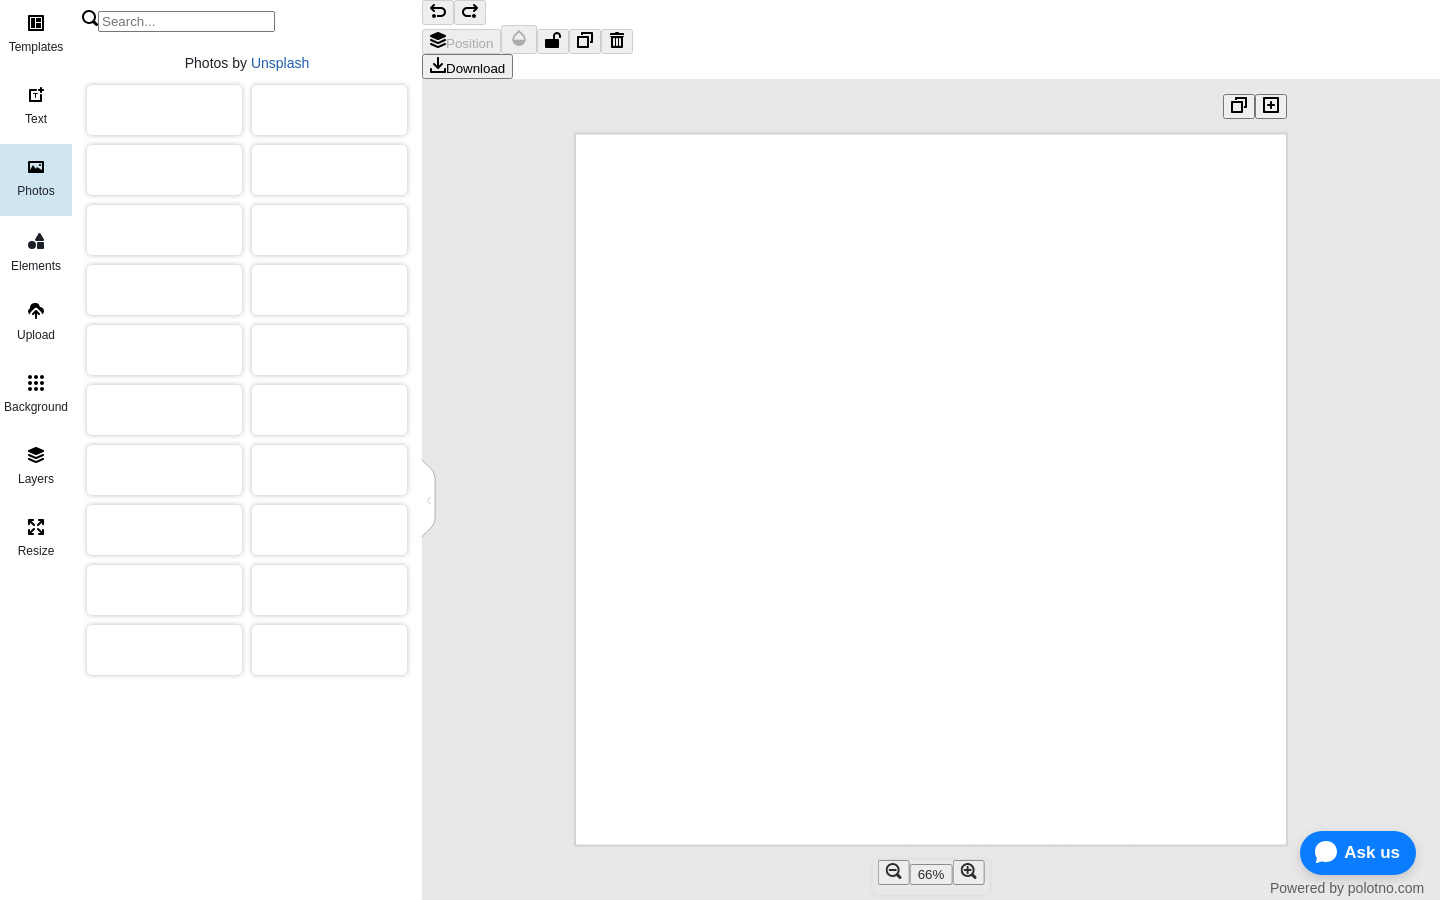 Templates
Text
Photos
Elements
Upload
Background
Layers
Resize
Search...
Photos by Unsplash
Position
Download
66%
Ask us
Powered by polotno.com